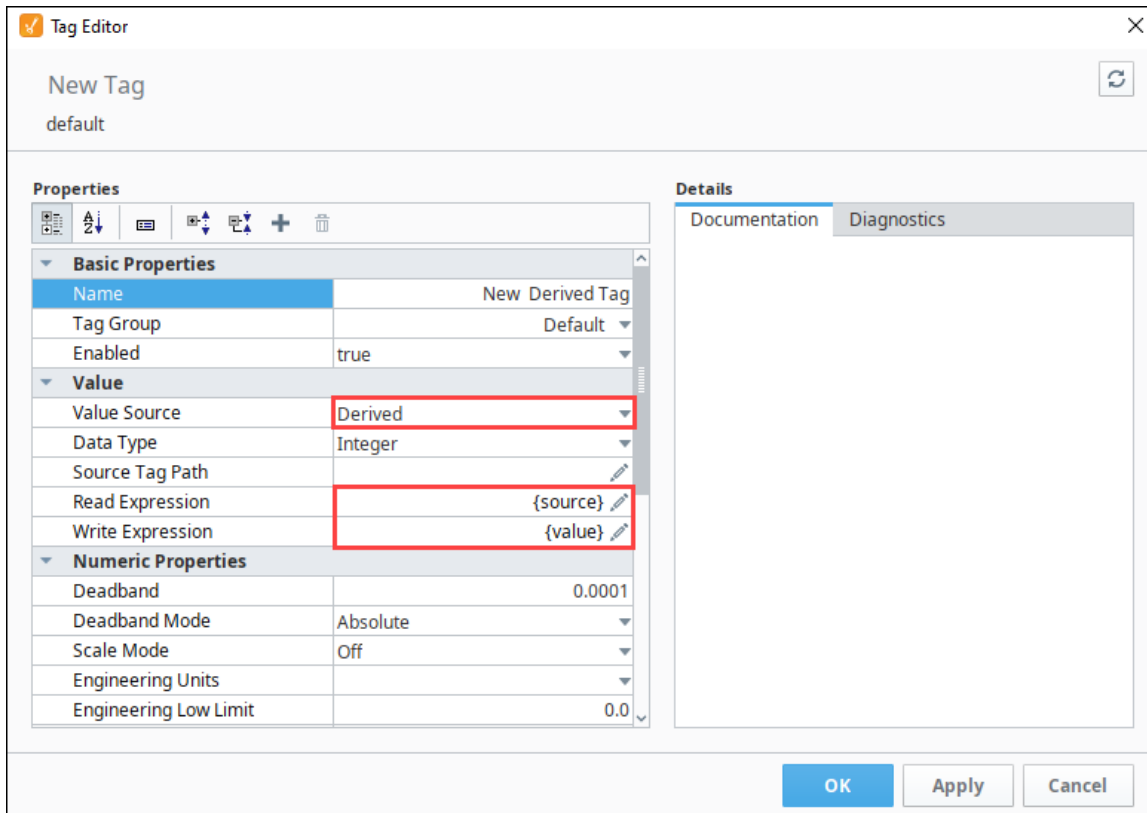 Tag Editor
New Tag
default
Properties
Details
Documentation Diagnostics
Basic Properties
Name New Derived Tag
Tag Group Default
Enabled true
Value
Value Source Derived
Data Type Integer
Source Tag Path
Read Expression {source}
Write Expression {value}
Numeric Properties
Deadband 0.0001
Deadband Mode Absolute
Scale Mode Off
Engineering Units
Engineering Low Limit 0.0
OK Apply Cancel